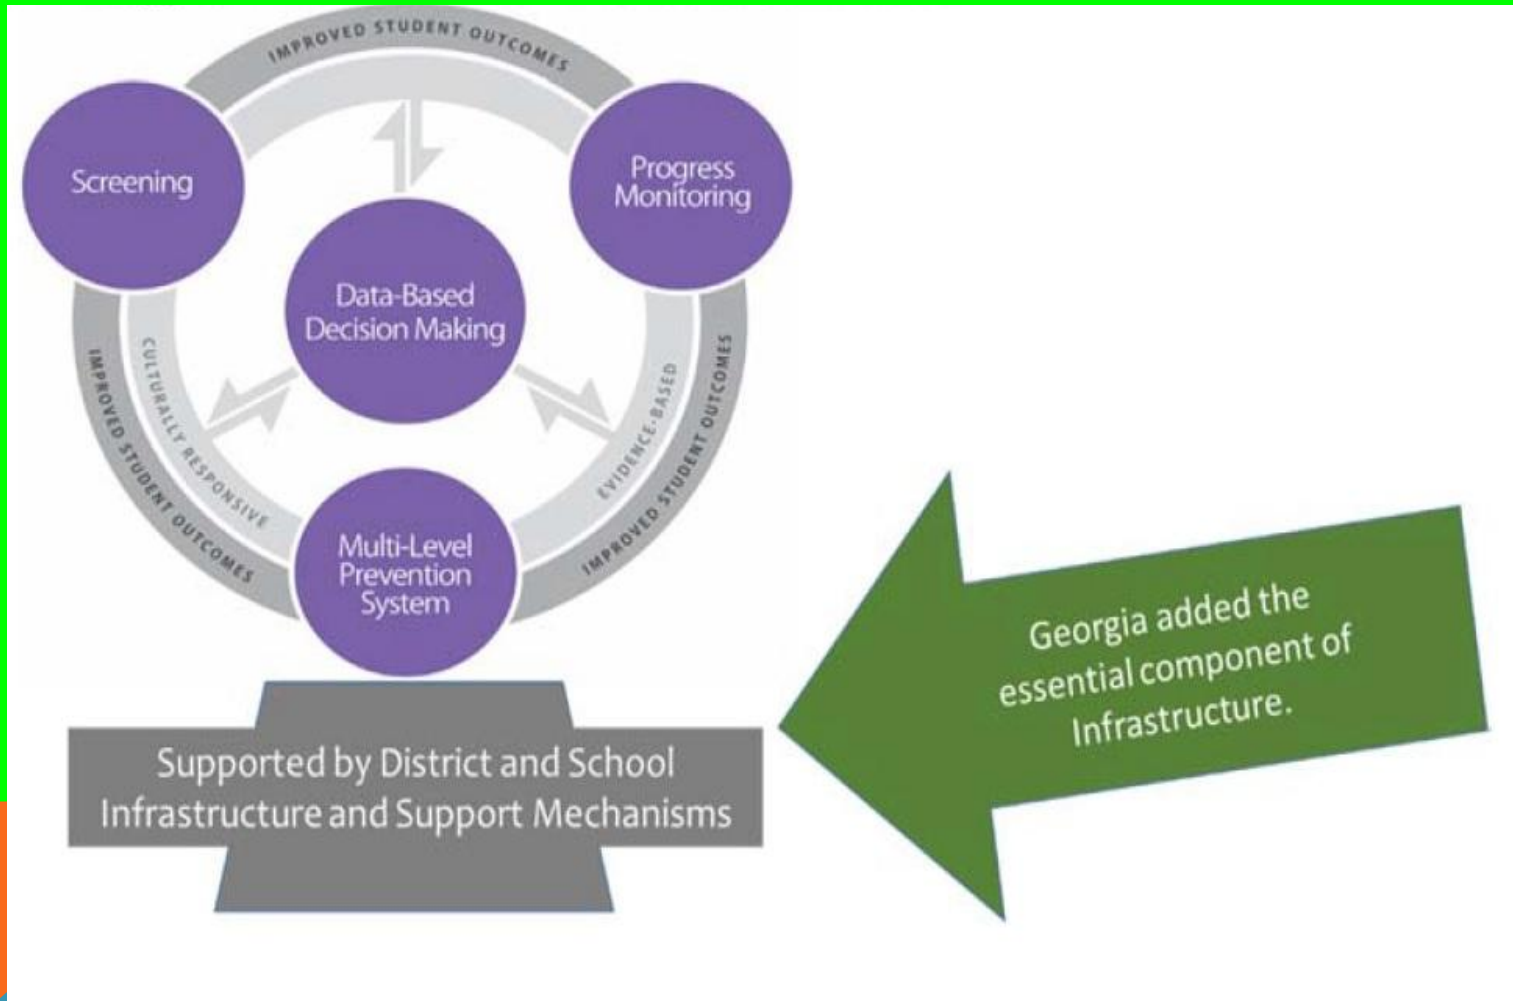 IMPROVED STUDENT OUTCOMES
Screening
Progress
Monitoring
Data-Based
Decision Making
IMPROVED STUDENT OUTCOMES
CULTURALLY RESPONSIVE
EVIDENCE-BASED
IMPROVED STUDENT OUTCOMES
Multi-Level
Prevention
System
Supported by District and School
Infrastructure and Support Mechanisms
Georgia added the
essential component of
Infrastructure.